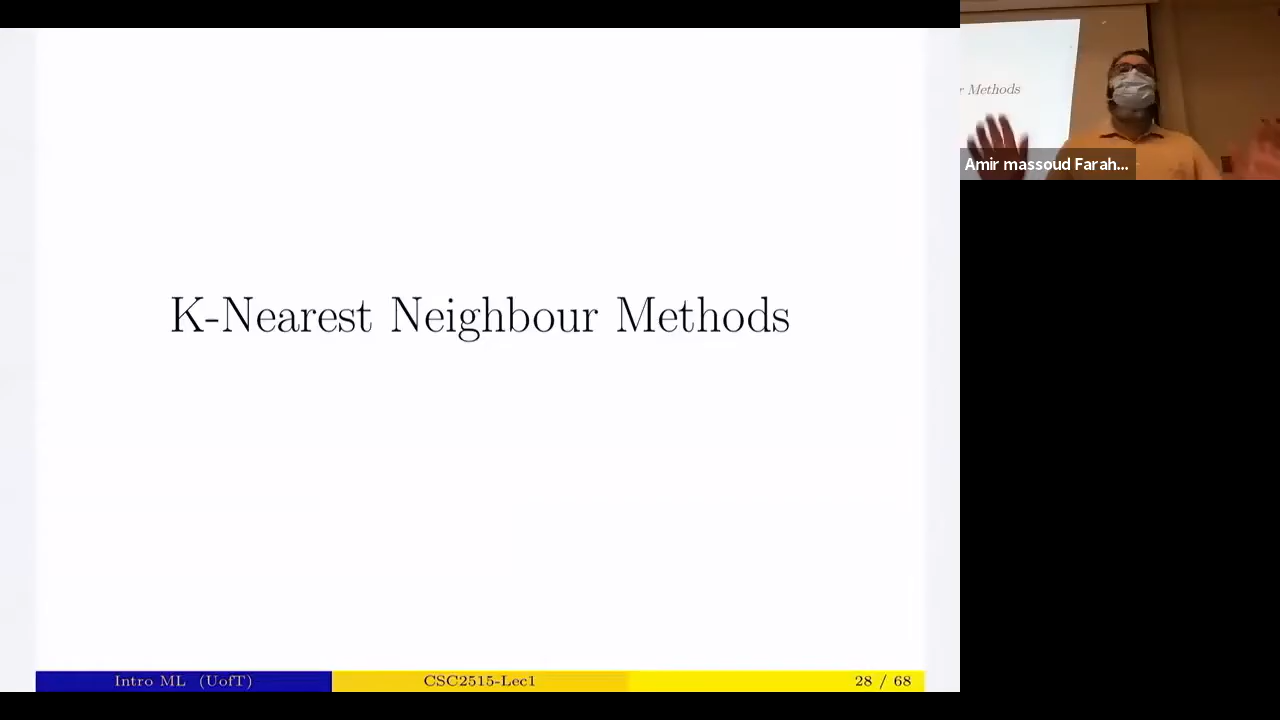 K-Nearest Neighbour Methods
Intro ML (UofT)
CSC2515-Lec1
28 / 68
r Methods
Amir massoud Farah...